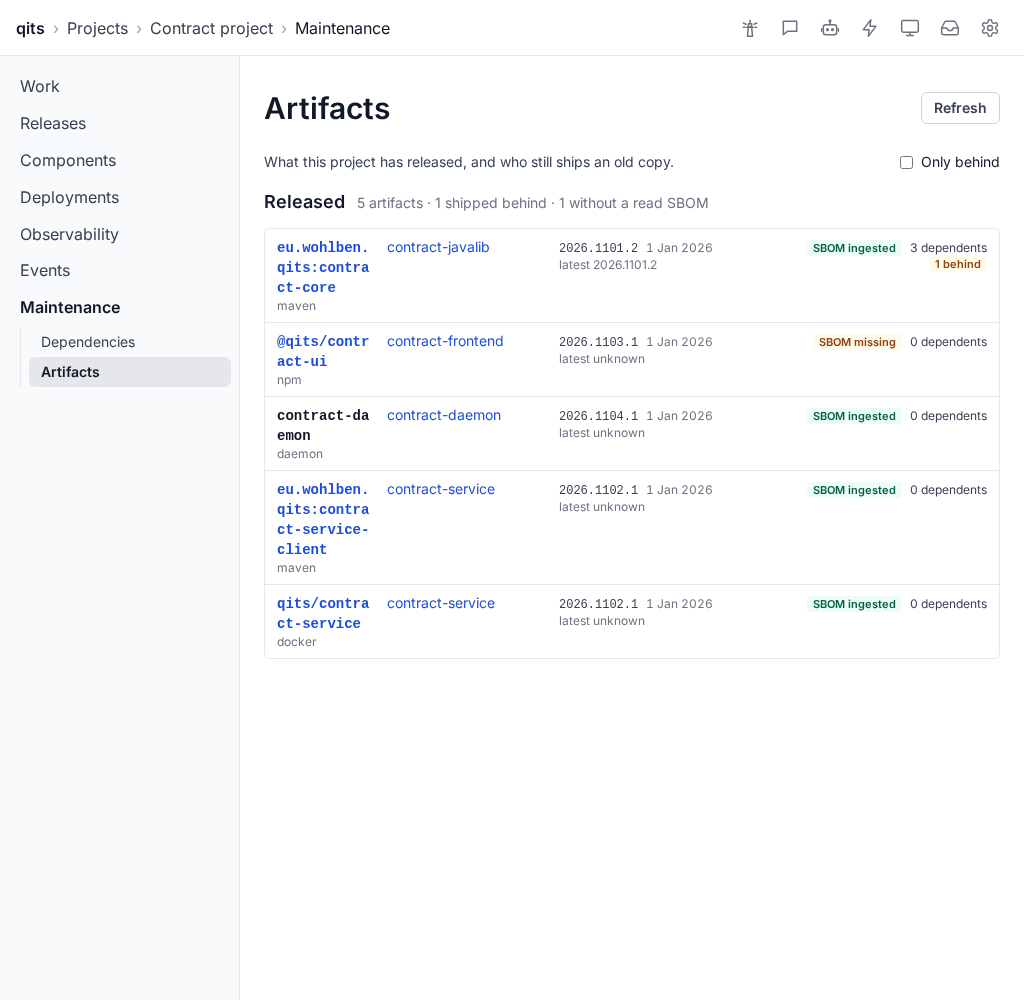 qits › Projects › Contract project › Maintenance
Work
Releases
Components
Deployments
Observability
Events
Maintenance
Dependencies
Artifacts
Artifacts
Refresh
What this project has released, and who still ships an old copy.
Only behind
Released 5 artifacts · 1 shipped behind · 1 without a read SBOM
eu.wohlben.
qits:contra
ct-core
maven
contract-javalib
2026.1101.2 1 Jan 2026
latest 2026.1101.2
SBOM ingested 3 dependents
1 behind
@qits/contr
act-ui
npm
contract-frontend
2026.1103.1 1 Jan 2026
latest unknown
SBOM missing 0 dependents
contract-da
emon
daemon
contract-daemon
2026.1104.1 1 Jan 2026
latest unknown
SBOM ingested 0 dependents
eu.wohlben.
qits:contra
ct-service-
client
maven
contract-service
2026.1102.1 1 Jan 2026
latest unknown
SBOM ingested 0 dependents
qits/contra
ct-service
docker
contract-service
2026.1102.1 1 Jan 2026
latest unknown
SBOM ingested 0 dependents